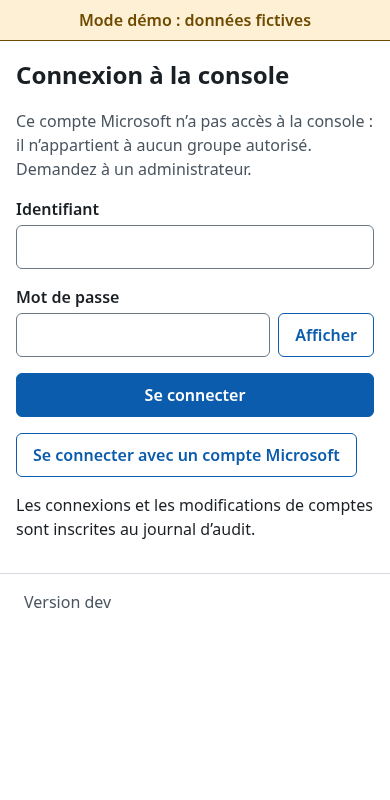 Mode démo : données fictives
Connexion à la console
Ce compte Microsoft n’a pas accès à la console :
il n’appartient à aucun groupe autorisé.
Demandez à un administrateur.
Identifiant
Mot de passe
Afficher
Se connecter
Se connecter avec un compte Microsoft
Les connexions et les modifications de comptes
sont inscrites au journal d’audit.
Version dev